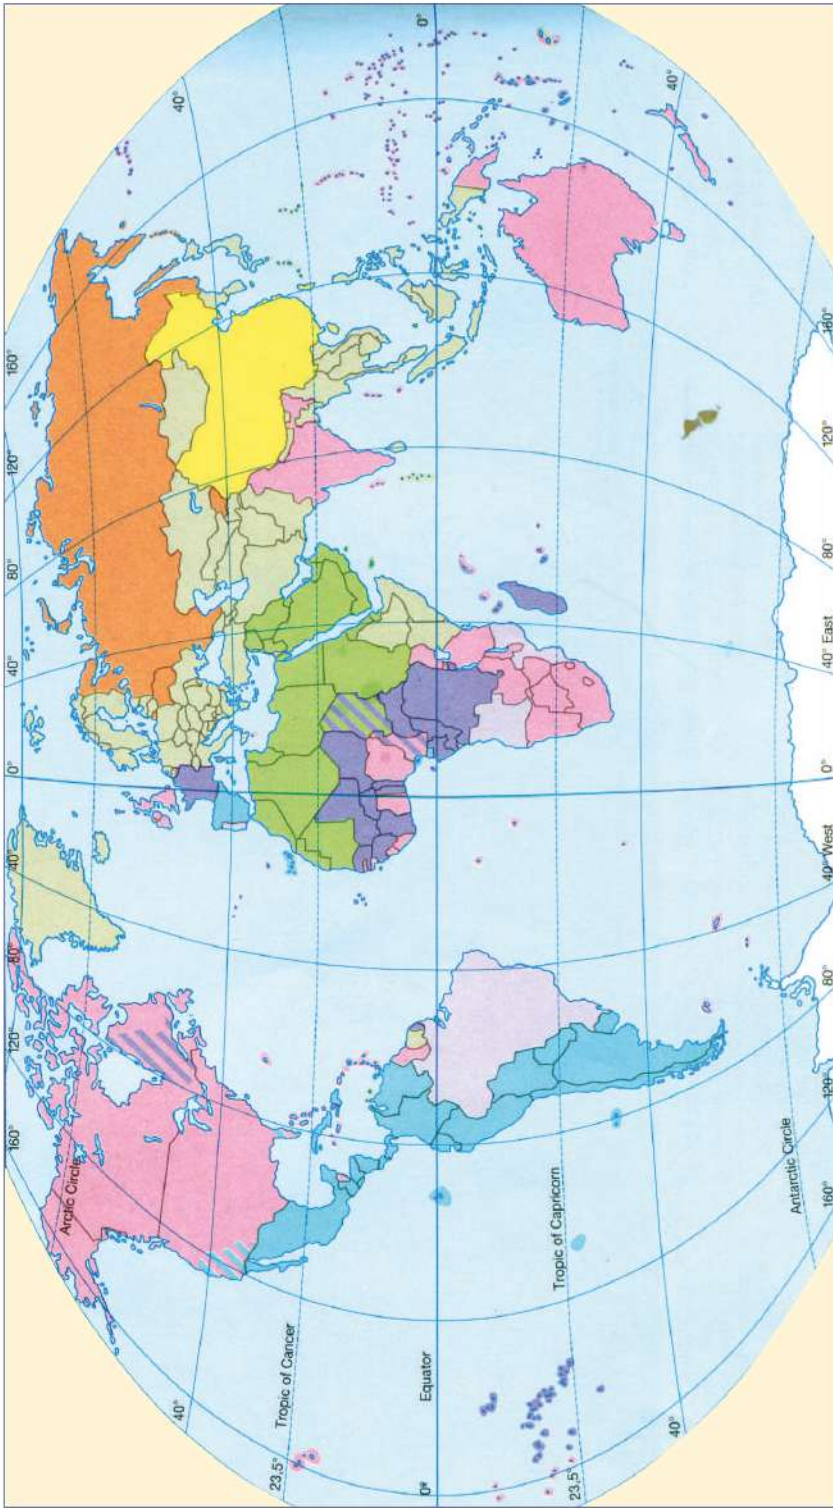 160° 120° 80° 40° 0° 40° 80° 120° 160°
Arctic Circle
40° 40°
Tropic of Cancer
23,5°
Equator
0° 0°
Tropic of Capricorn
23,5°
40° 40°
Antarctic Circle
160° 120° 80° 40° West 0° 40° East 80° 120° 160°